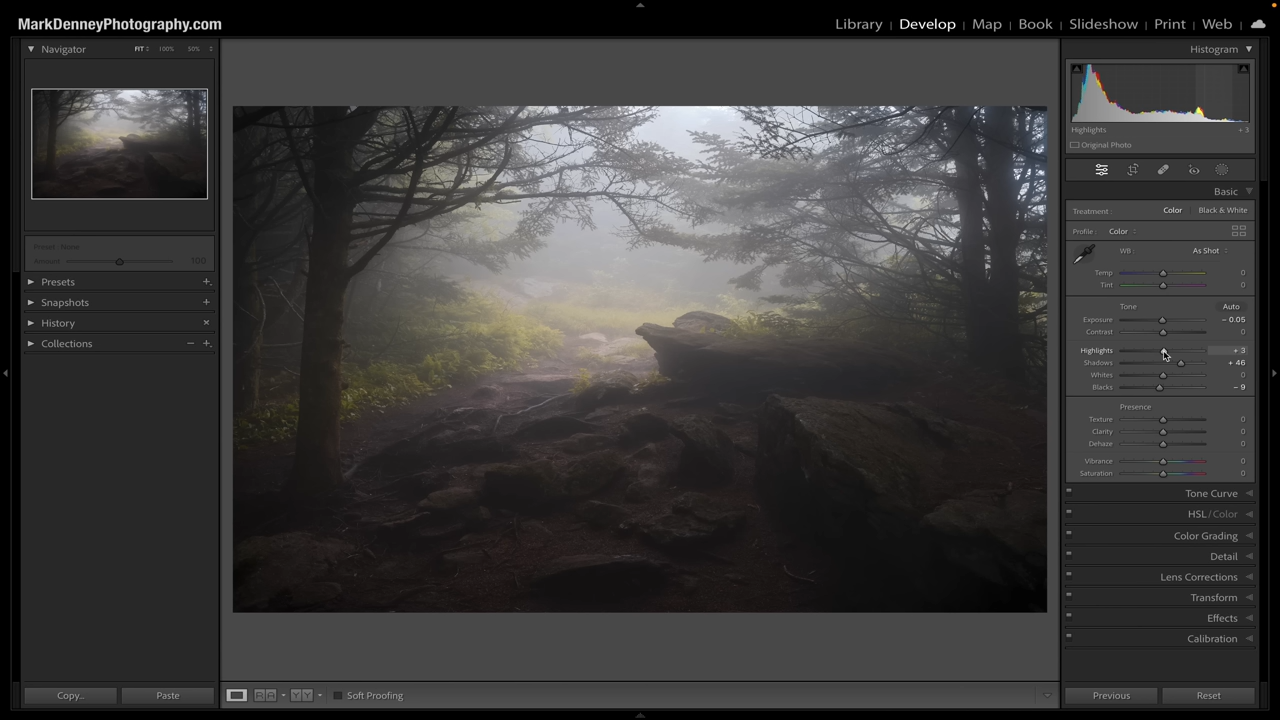 MarkDenneyPhotography.com
Library | Develop | Map | Book | Slideshow | Print | Web
Navigator FIT 100% 50%
Preset: None
Amount 100
Presets
Snapshots
History
Collections
Copy... Paste
Soft Proofing
Histogram
Highlights + 3
Original Photo
Basic
Treatment : Color Black & White
Profile : Color
WB : As Shot
Temp 0
Tint 0
Tone Auto
Exposure − 0.05
Contrast 0
Highlights + 3
Shadows + 46
Whites 0
Blacks − 9
Presence
Texture 0
Clarity 0
Dehaze 0
Vibrance 0
Saturation 0
Tone Curve
HSL / Color
Color Grading
Detail
Lens Corrections
Transform
Effects
Calibration
Previous Reset